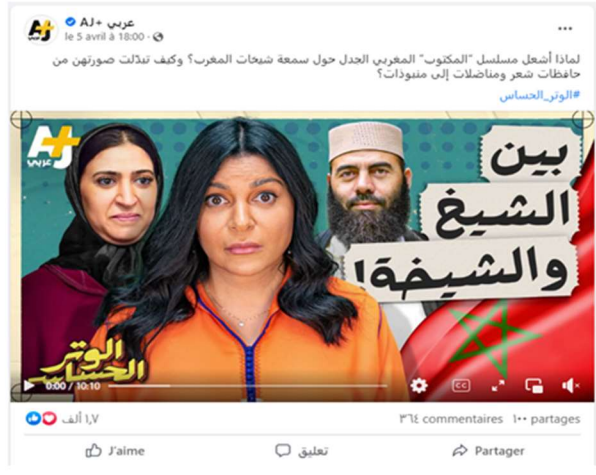 AJ+ عربي
le 5 avril à 18:00
لماذا أشعل مسلسل "المكتوب" المغربي الجدل حول سمعة شيخات المغرب؟ وكيف تبدّلت صورتهن من
حافظات شعر ومناضلات إلى منبوذات؟
#الوتر_الحساس
AJ+
عربي
بين
الشيخ
والشيخة!
الوتر
الحساس
0:00 / 10:10
CC
١,٧ ألف
٣٦٤ commentaires ١٠٠ partages
J'aime
تعليق
Partager